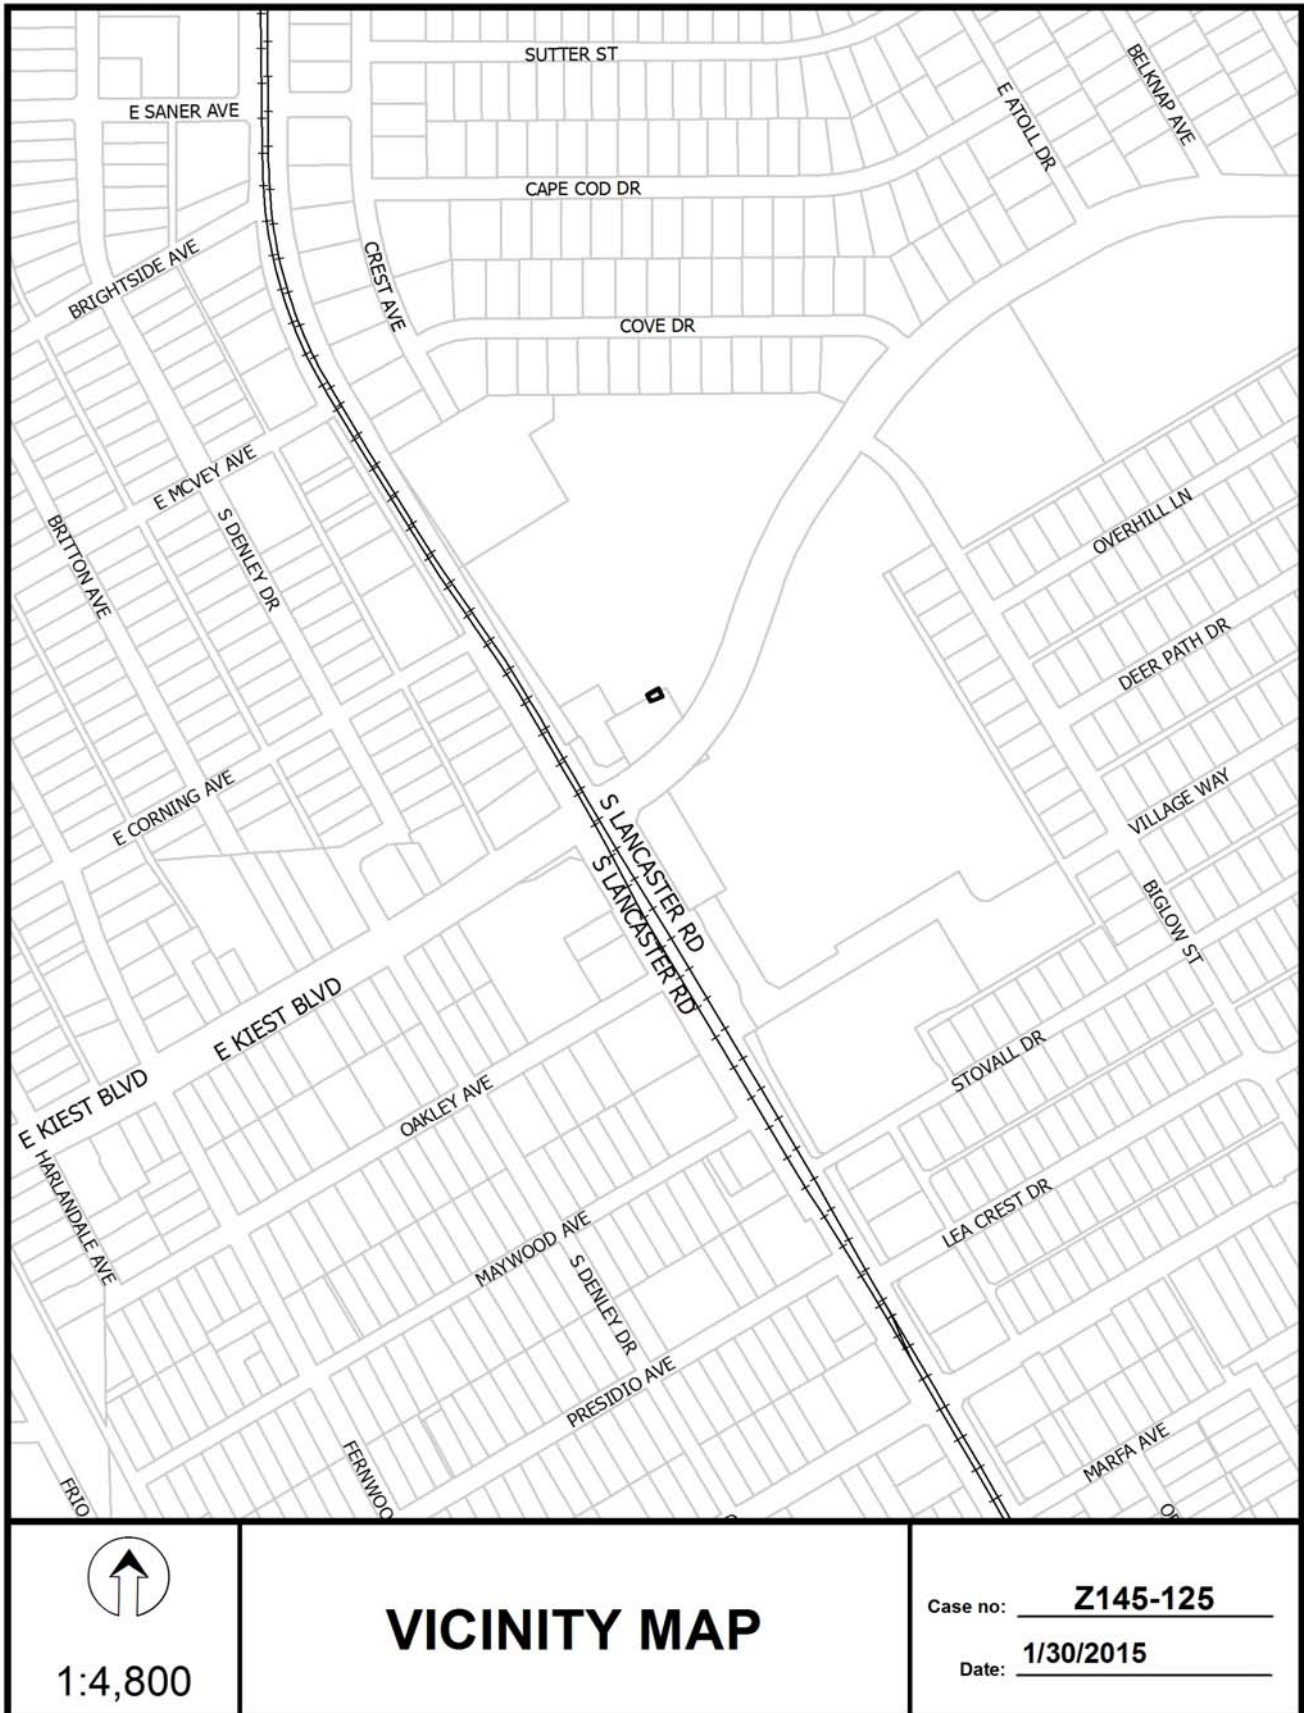 SUTTER ST
BELKNAP AVE
E ATOLL DR
E SANER AVE
CAPE COD DR
BRIGHTSIDE AVE
CREST AVE
COVE DR
E MCVEY AVE
OVERHILL LN
BRITTON AVE
S DENLEY DR
DEER PATH DR
E CORNING AVE
VILLAGE WAY
S LANCASTER RD
S LANCASTER RD
BIGLOW ST
E KIEST BLVD
E KIEST BLVD
STOVALL DR
OAKLEY AVE
HARLANDALE AVE
LEA CREST DR
MAYWOOD AVE
S DENLEY DR
PRESIDIO AVE
MARFA AVE
FERNWOO
FRIO
1:4,800
VICINITY MAP
Case no: Z145-125
Date: 1/30/2015